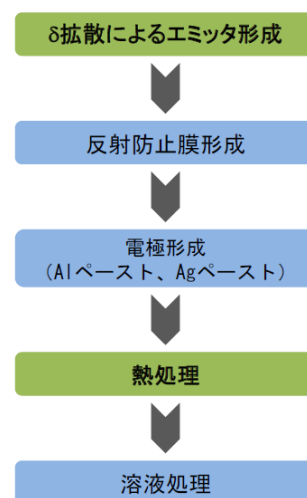 δ拡散によるエミッタ形成
反射防止膜形成
電極形成
(Alペースト、Agペースト)
熱処理
溶液処理